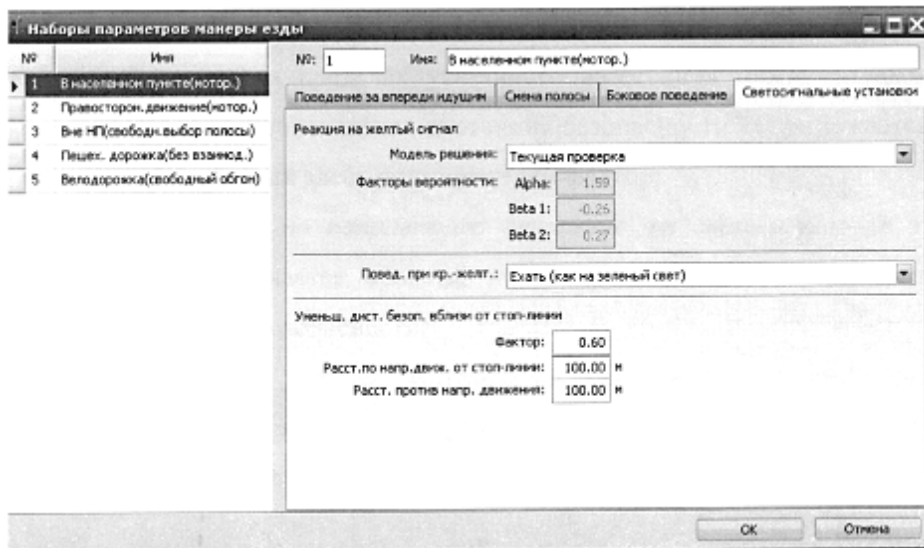 Наборы параметров манеры езды
№ Имя
1 В населенном пункте(мотор.)
2 Правосторон.движение(мотор.)
3 Вне НП(свободн.выбор полосы)
4 Пешех. дорожка(без взаимод.)
5 Велодорожка(свободный обгон)
№: 1 Имя: В населенном пункте(мотор.)
Поведение за впереди идущим Смена полосы Боковое поведение Светосигнальные установки
Реакция на желтый сигнал
Модель решения: Текущая проверка
Факторы вероятности: Alpha: 1.59
Beta 1: -0.26
Beta 2: 0.27
Повед. при кр.-желт.: Ехать (как на зеленый свет)
Уменьш. дист. безоп. вблизи от стоп-линии
Фактор: 0.60
Расст.по напр.движ. от стоп-линии: 100.00 м
Расст. против напр. движения: 100.00 м
ОК Отмена